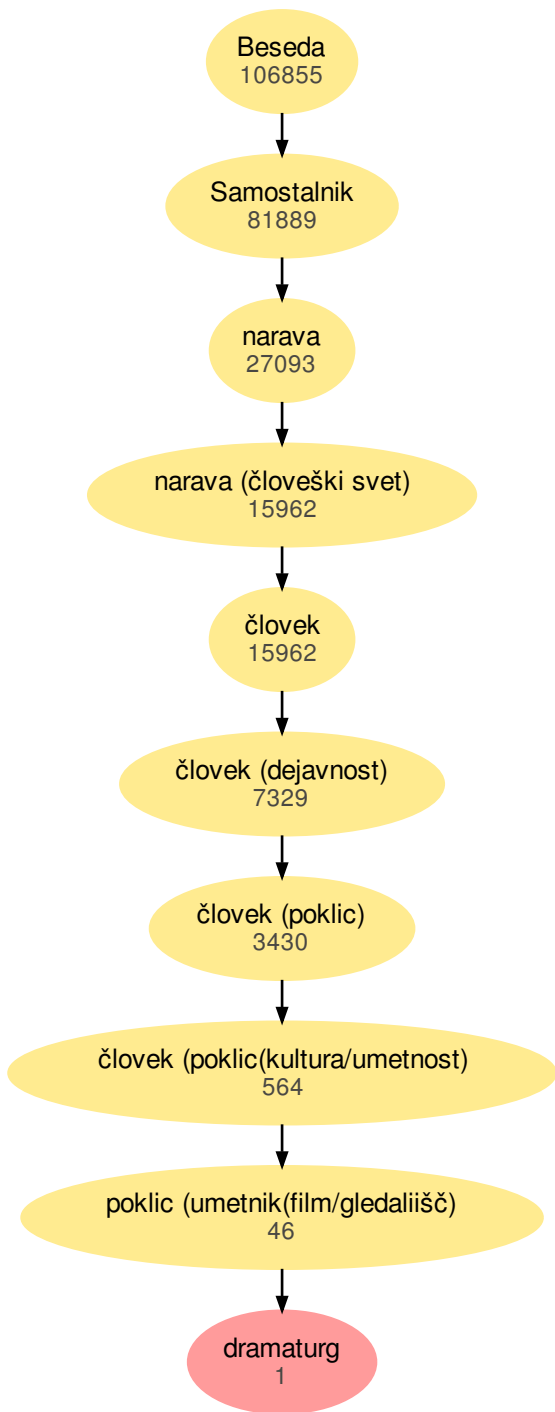 Beseda
106855
Samostalnik
81889
narava
27093
narava (človeški svet)
15962
človek
15962
človek (dejavnost)
7329
človek (poklic)
3430
človek (poklic(kultura/umetnost)
564
poklic (umetnik(film/gledaliišč)
46
dramaturg
1